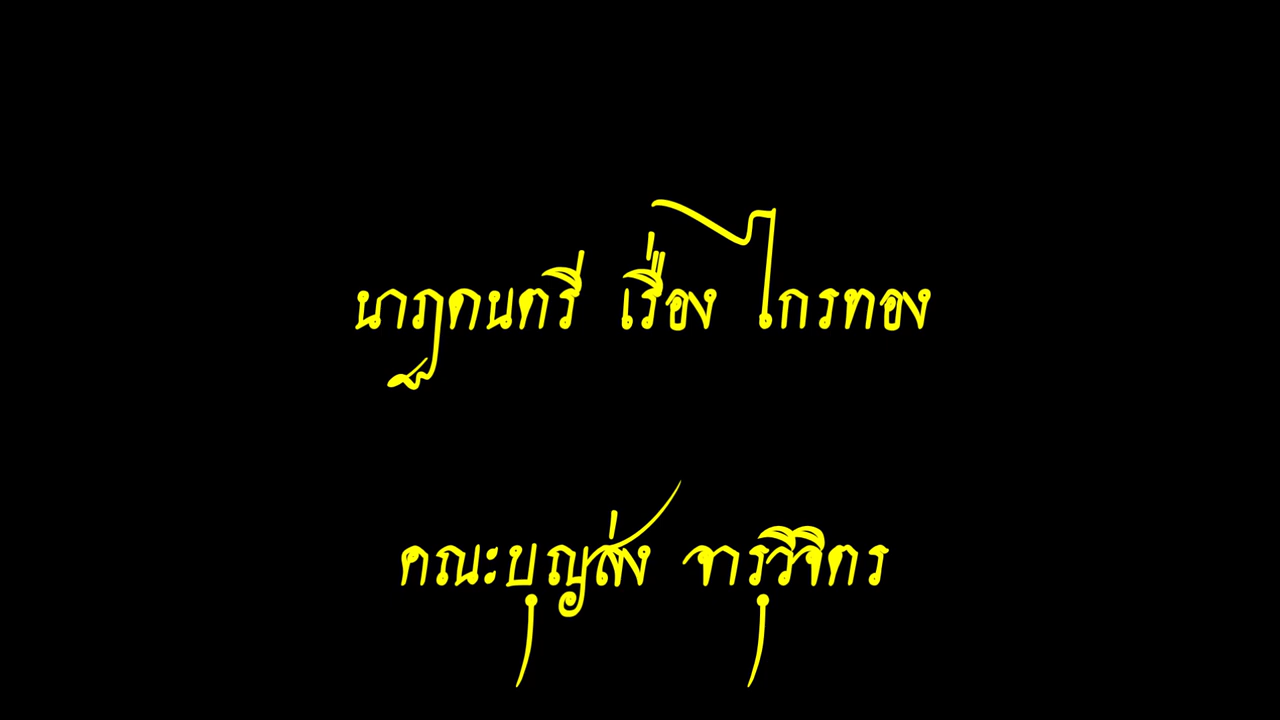 นาฏดนตรี เรื่อง ไกรทอง
คณะบุญส่ง จารุวิจิตร